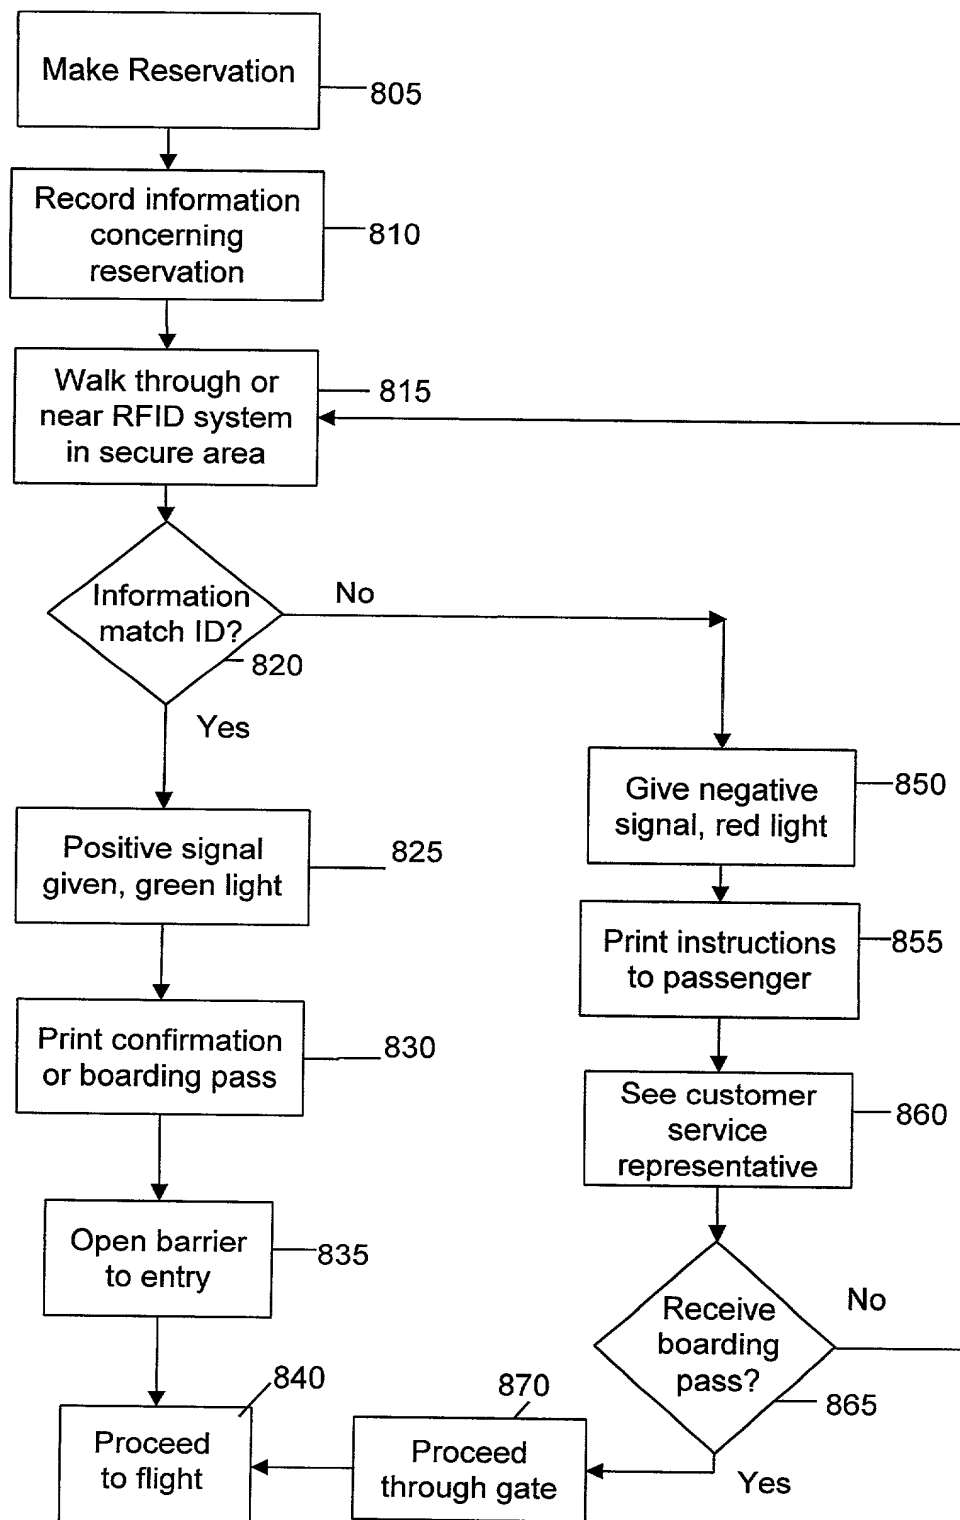 Make Reservation
805
Record information
concerning
reservation
810
Walk through or
near RFID system
in secure area
815
Information
match ID?
820
No
Yes
Positive signal
given, green light
825
Print confirmation
or boarding pass
830
Open barrier
to entry
835
Proceed
to flight
840
Give negative
signal, red light
850
Print instructions
to passenger
855
See customer
service
representative
860
Receive
boarding
pass?
865
No
Yes
Proceed
through gate
870